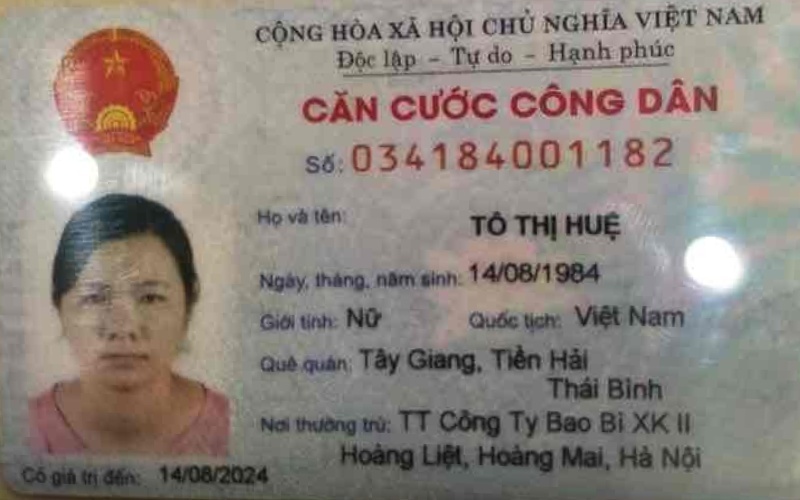 CỘNG HÒA XÃ HỘI CHỦ NGHĨA VIỆT NAM
Độc lập - Tự do - Hạnh phúc
CĂN CƯỚC CÔNG DÂN
Số: 034184001182
Họ và tên: TÔ THỊ HUỆ
Ngày, tháng, năm sinh: 14/08/1984
Giới tính: Nữ Quốc tịch: Việt Nam
Quê quán: Tây Giang, Tiền Hải
Thái Bình
Nơi thường trú: TT Công Ty Bao Bì XK II
Hoàng Liệt, Hoàng Mai, Hà Nội
Có giá trị đến: 14/08/2024